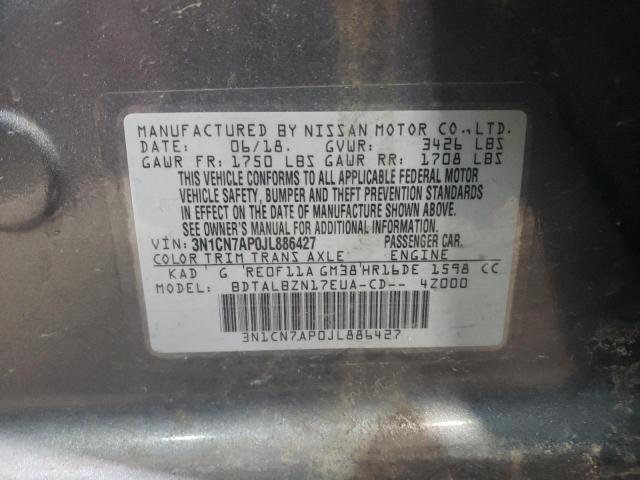 MANUFACTURED BY NISSAN MOTOR CO.,LTD.
DATE: 06/18. GVWR: 3426 LBS
GAWR FR: 1750 LBS GAWR RR: 1708 LBS
THIS VEHICLE CONFORMS TO ALL APPLICABLE FEDERAL MOTOR
VEHICLE SAFETY, BUMPER AND THEFT PREVENTION STANDARDS
IN EFFECT ON THE DATE OF MANUFACTURE SHOWN ABOVE.
SEE OWNER'S MANUAL FOR ADDITIONAL INFORMATION.
VIN: 3N1CN7AP0JL886427 PASSENGER CAR.
COLOR TRIM TRANS AXLE ENGINE
KAD' G 'RE0F11A GM38'HR16DE 1598 CC
MODEL: BDTALBZN17EUA-CD-- 4Z000
3N1CN7AP0JL886427